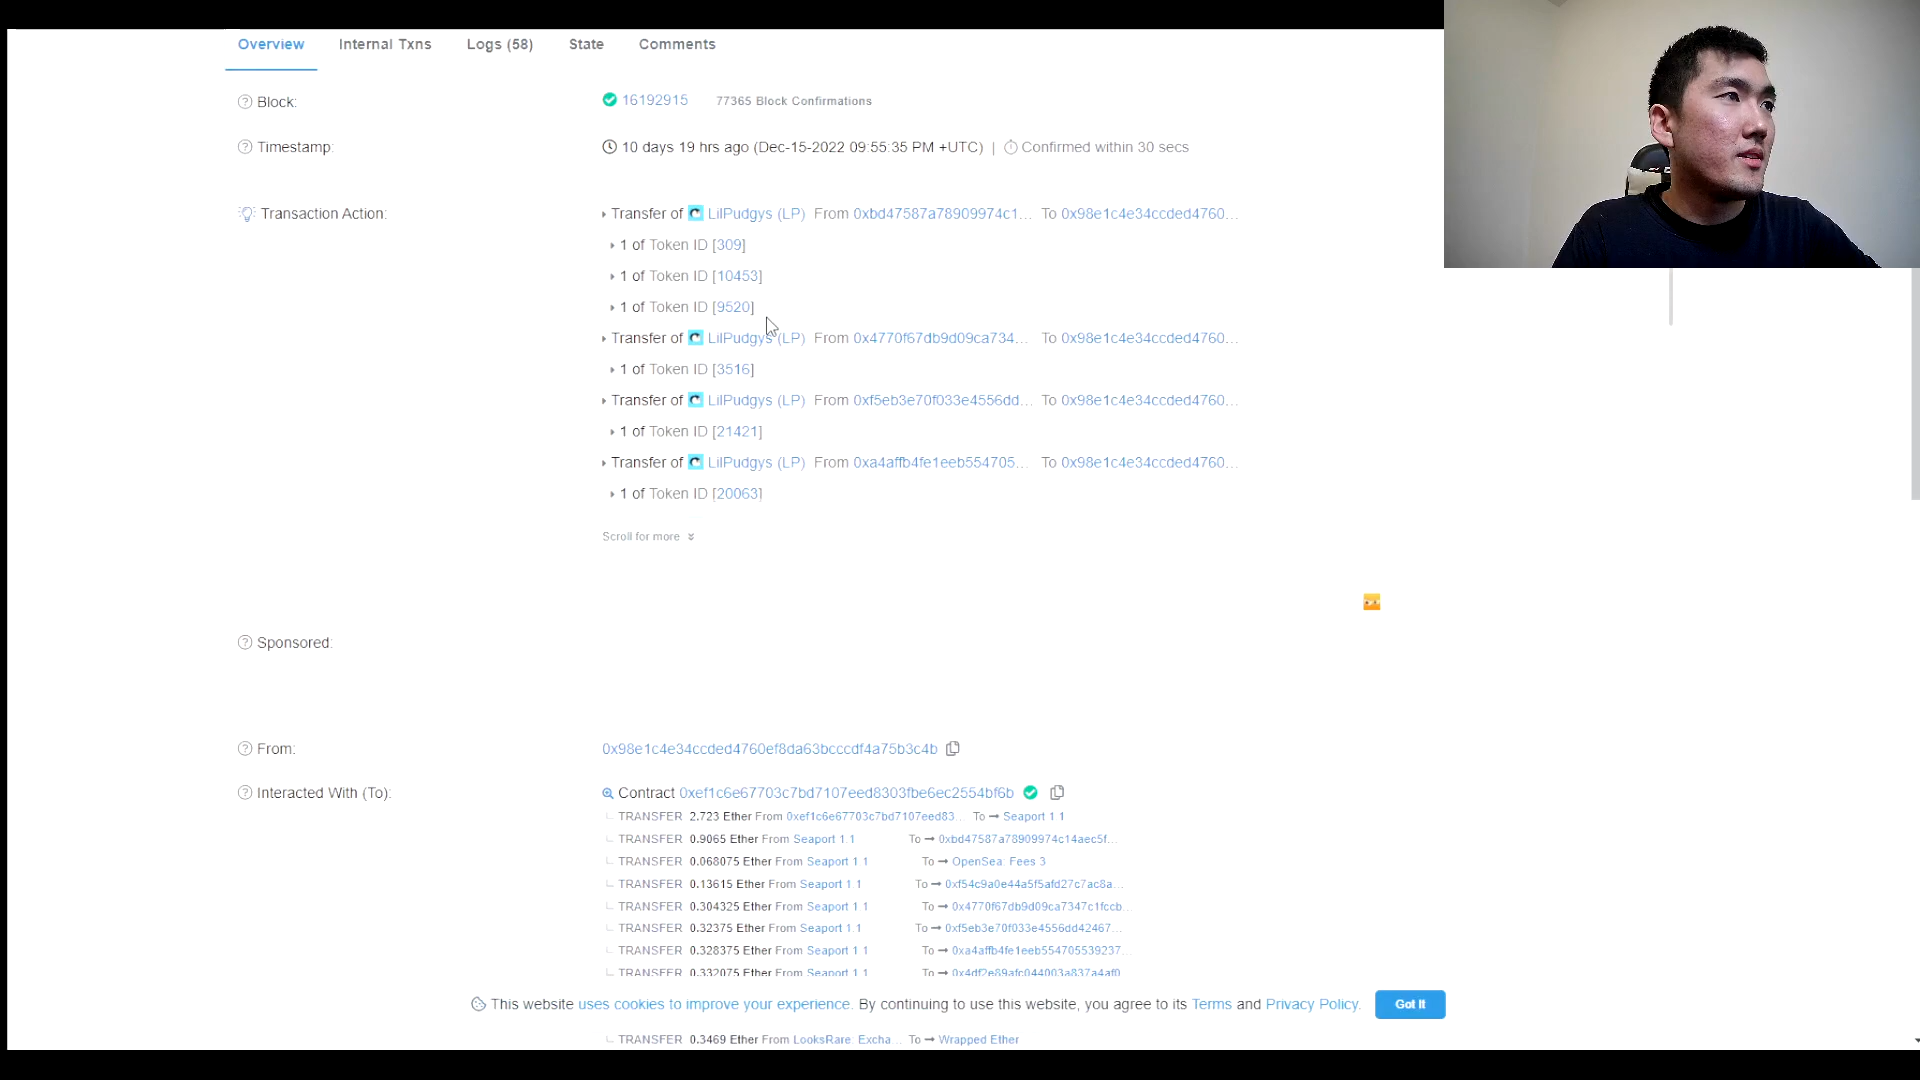 Overview Internal Txns Logs (58) State Comments
Block: 16192915 77365 Block Confirmations
Timestamp: 10 days 19 hrs ago (Dec-15-2022 09:55:35 PM +UTC) | Confirmed within 30 secs
Transaction Action: Transfer of LilPudgys (LP) From 0xbd47587a78909974c1... To 0x98e1c4e34ccded4760...
1 of Token ID [309]
1 of Token ID [10453]
1 of Token ID [9520]
Transfer of LilPudgys (LP) From 0x4770f67db9d09ca734... To 0x98e1c4e34ccded4760...
1 of Token ID [3516]
Transfer of LilPudgys (LP) From 0xf5eb3e70f033e4556dd... To 0x98e1c4e34ccded4760...
1 of Token ID [21421]
Transfer of LilPudgys (LP) From 0xa4affb4fe1eeb554705... To 0x98e1c4e34ccded4760...
1 of Token ID [20063]
Scroll for more
Sponsored:
From: 0x98e1c4e34ccded4760ef8da63bcccdf4a75b3c4b
Interacted With (To): Contract 0xef1c6e67703c7bd7107eed8303fbe6ec2554bf6b
TRANSFER 2.723 Ether From 0xef1c6e67703c7bd7107eed83... To → Seaport 1.1
TRANSFER 0.9065 Ether From Seaport 1.1 To → 0xbd47587a78909974c14aec5f...
TRANSFER 0.068075 Ether From Seaport 1.1 To → OpenSea: Fees 3
TRANSFER 0.13615 Ether From Seaport 1.1 To → 0xf54c9a0e44a5f5afd27c7ac8a...
TRANSFER 0.304325 Ether From Seaport 1.1 To → 0x4770f67db9d09ca7347c1fccb...
TRANSFER 0.32375 Ether From Seaport 1.1 To → 0xf5eb3e70f033e4556dd42467...
TRANSFER 0.328375 Ether From Seaport 1.1 To → 0xa4affb4fe1eeb554705539237...
TRANSFER 0.332075 Ether From Seaport 1.1 To → 0x4df2e89afc044003a837a4af0
This website uses cookies to improve your experience. By continuing to use this website, you agree to its Terms and Privacy Policy. Got It
TRANSFER 0.3469 Ether From LooksRare: Excha... To → Wrapped Ether